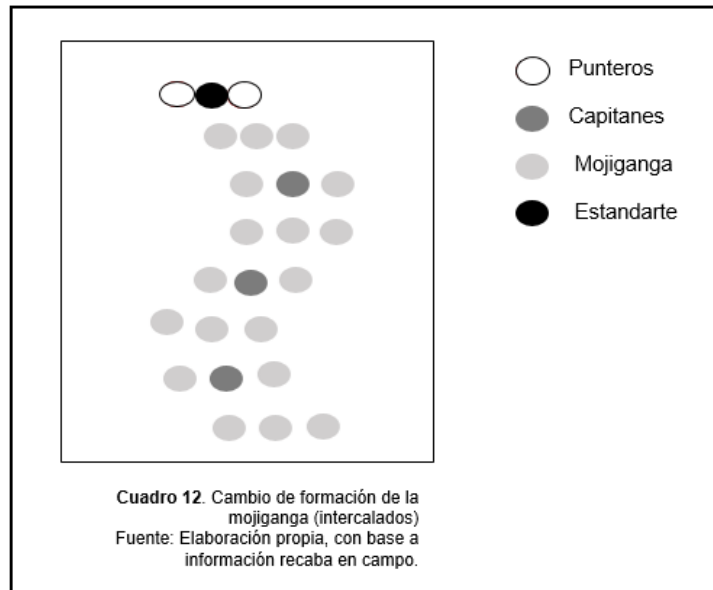 Punteros
Capitanes
Mojiganga
Estandarte
Cuadro 12. Cambio de formación de la
mojiganga (intercalados)
Fuente: Elaboración propia, con base a
información recaba en campo.